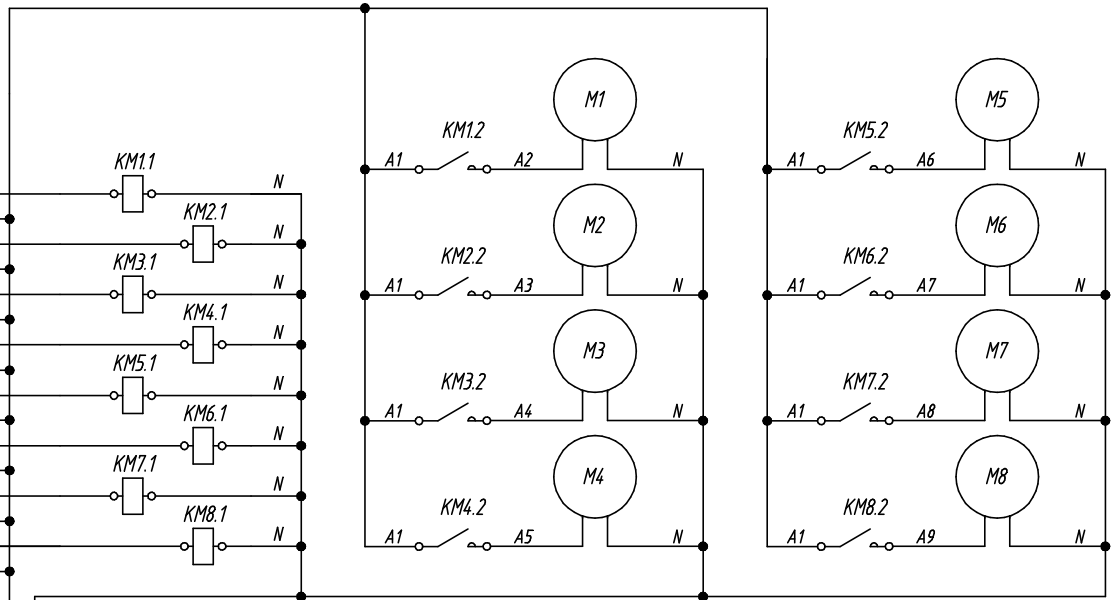 M1
M5
KM1.2
KM5.2
A1 A2 N
A1 A6 N
KM1.1
N
KM2.1
N
M2
M6
KM2.2
KM6.2
A1 A3 N
A1 A7 N
KM3.1
N
KM4.1
N
M3
M7
KM5.1
N
KM3.2
KM7.2
A1 A4 N
A1 A8 N
KM6.1
N
KM7.1
N
M4
M8
KM8.1
N
KM4.2
KM8.2
A1 A5 N
A1 A9 N